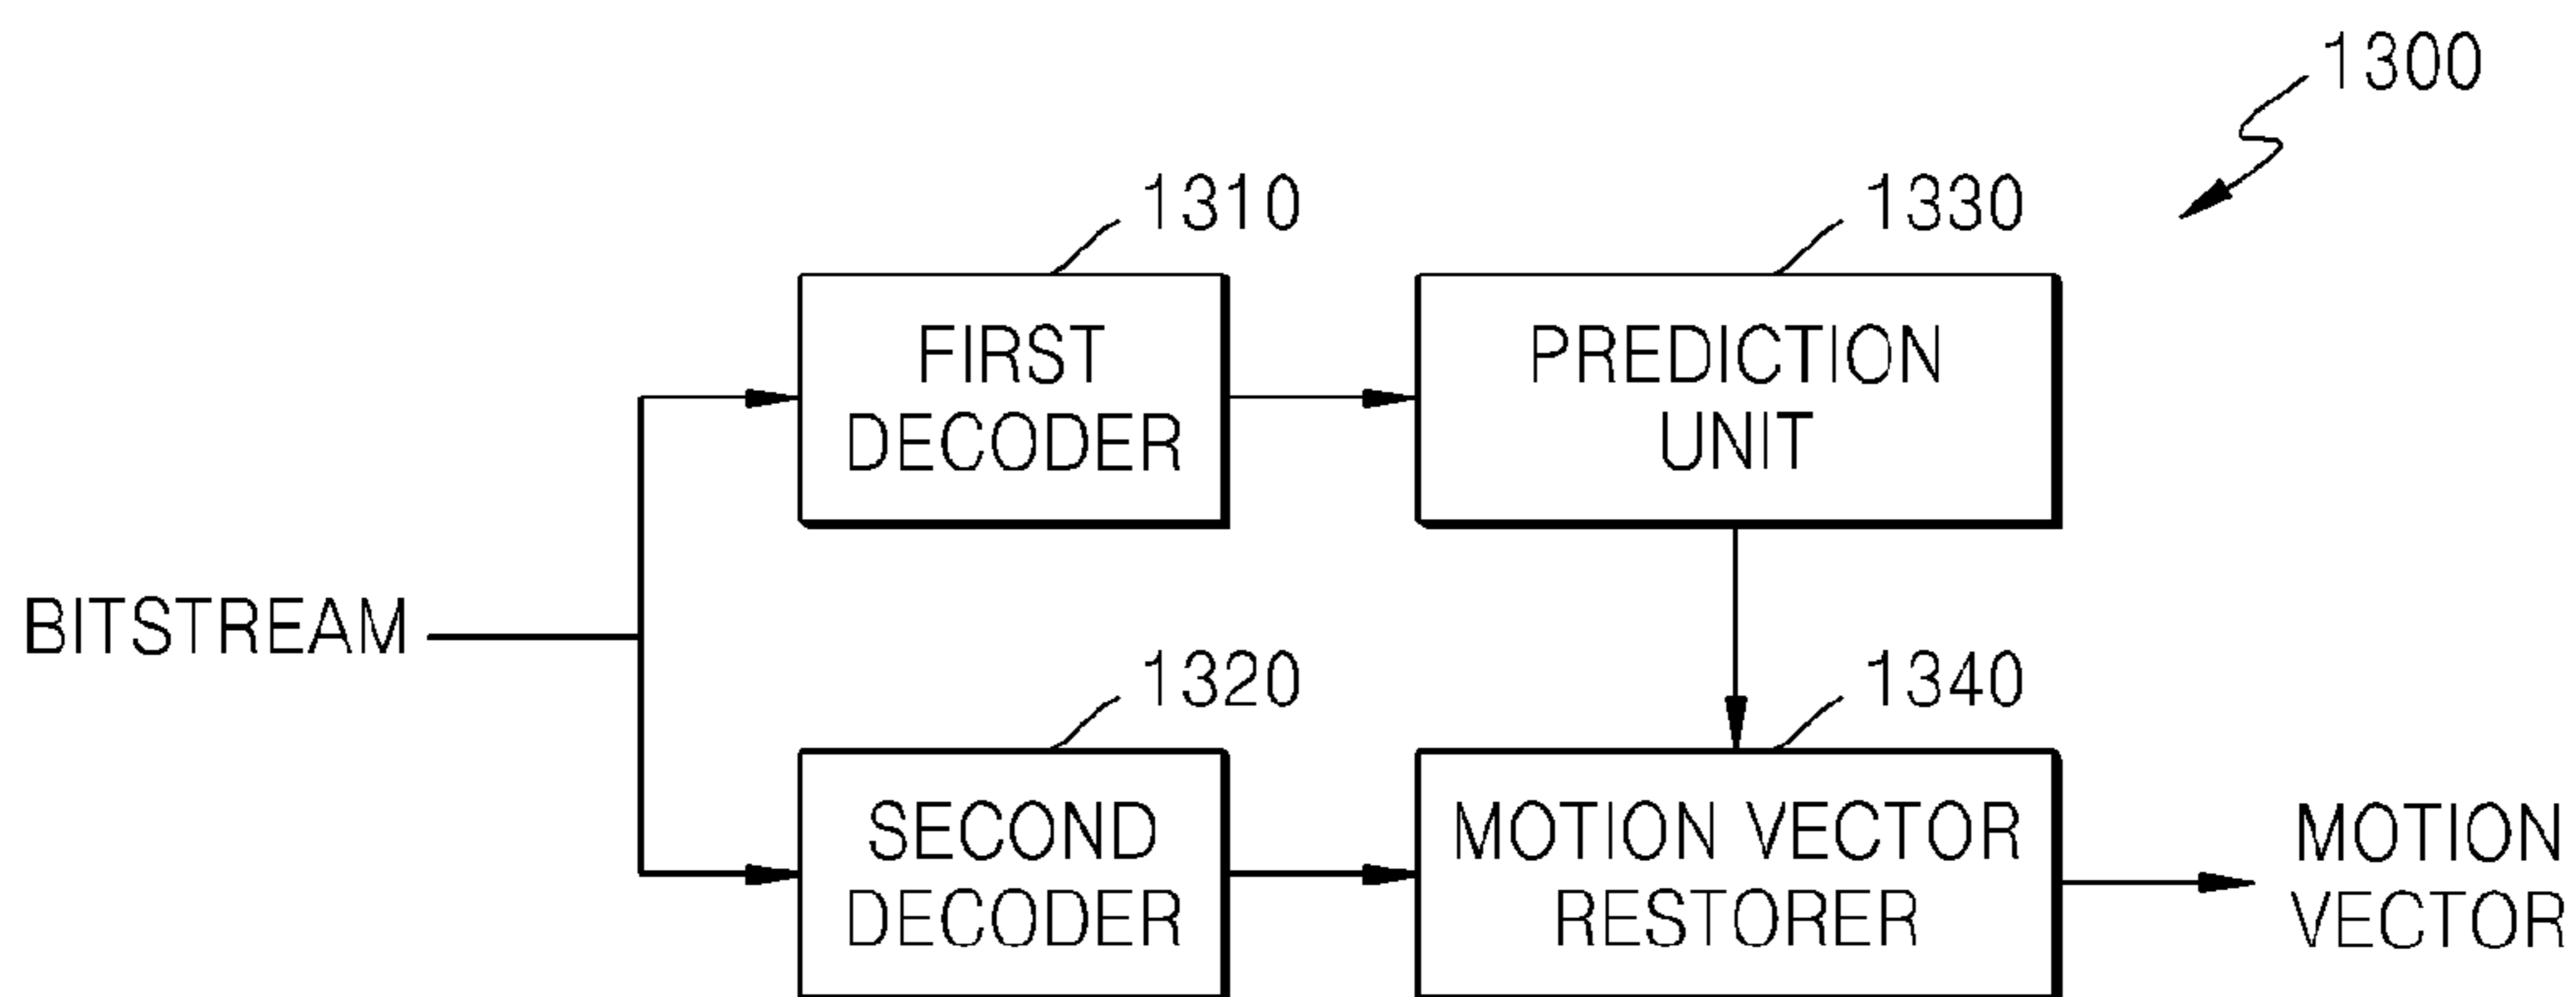 1300
1310
1330
FIRST
DECODER
PREDICTION
UNIT
BITSTREAM
1320
1340
SECOND
DECODER
MOTION VECTOR
RESTORER
MOTION
VECTOR